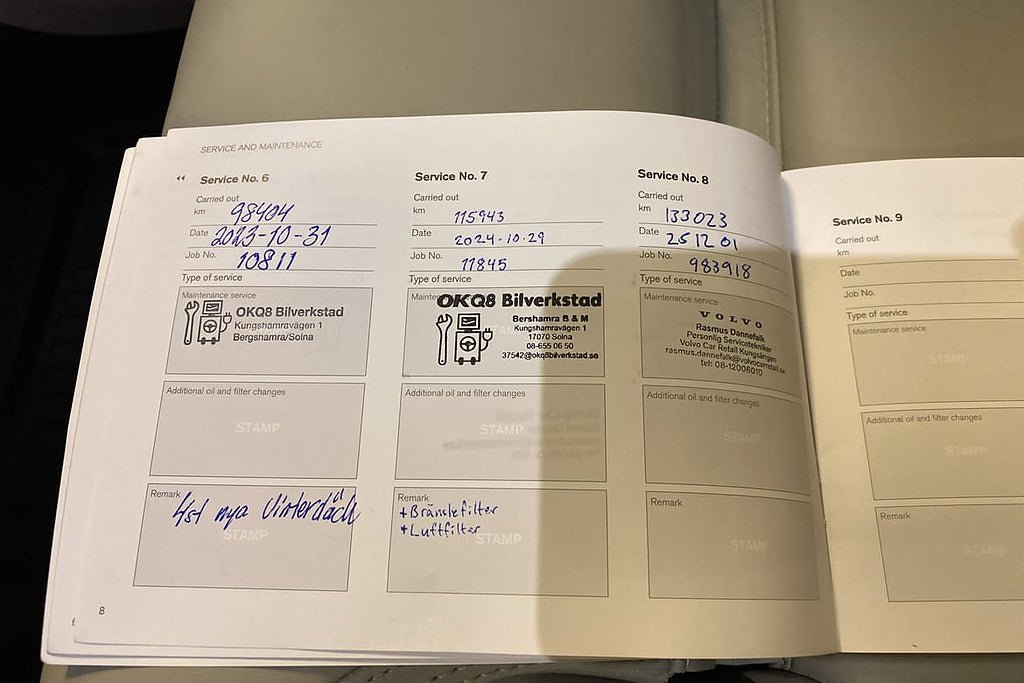 SERVICE AND MAINTENANCE
Service No. 6
Carried out
km 98404
Date 2023-10-31
Job No. 10811
Type of service
Maintenance service
OKQ8 Bilverkstad
Kungshamravägen 1
Bergshamra/Solna
Additional oil and filter changes
STAMP
Remark
4st nya Vinterdäck
STAMP
8
Service No. 7
Carried out
km 115943
Date 2024-10-29
Job No. 11845
Type of service
OKQ8 Bilverkstad
Bershamra B & M
Kungshamravägen 1
17070 Solna
08-655 06 50
37542@okq8bilverkstad.se
Additional oil and filter changes
STAMP
Remark
+Bränslefilter
+Luftfilter
STAMP
Service No. 8
Carried out
km 133023
Date 251201
Job No. 983918
Type of service
Maintenance service
VOLVO
Rasmus Dannefalk
Personlig Servicetekniker
Volvo Car Retail Kungsängen
rasmus.dannefalk@volvocarretail.se
tel: 08-12006010
Additional oil and filter changes
STAMP
Remark
STAMP
Service No. 9
Carried out
km
Date
Job No.
Type of service
Maintenance service
STAMP
Additional oil and filter changes
STAMP
Remark
STAMP